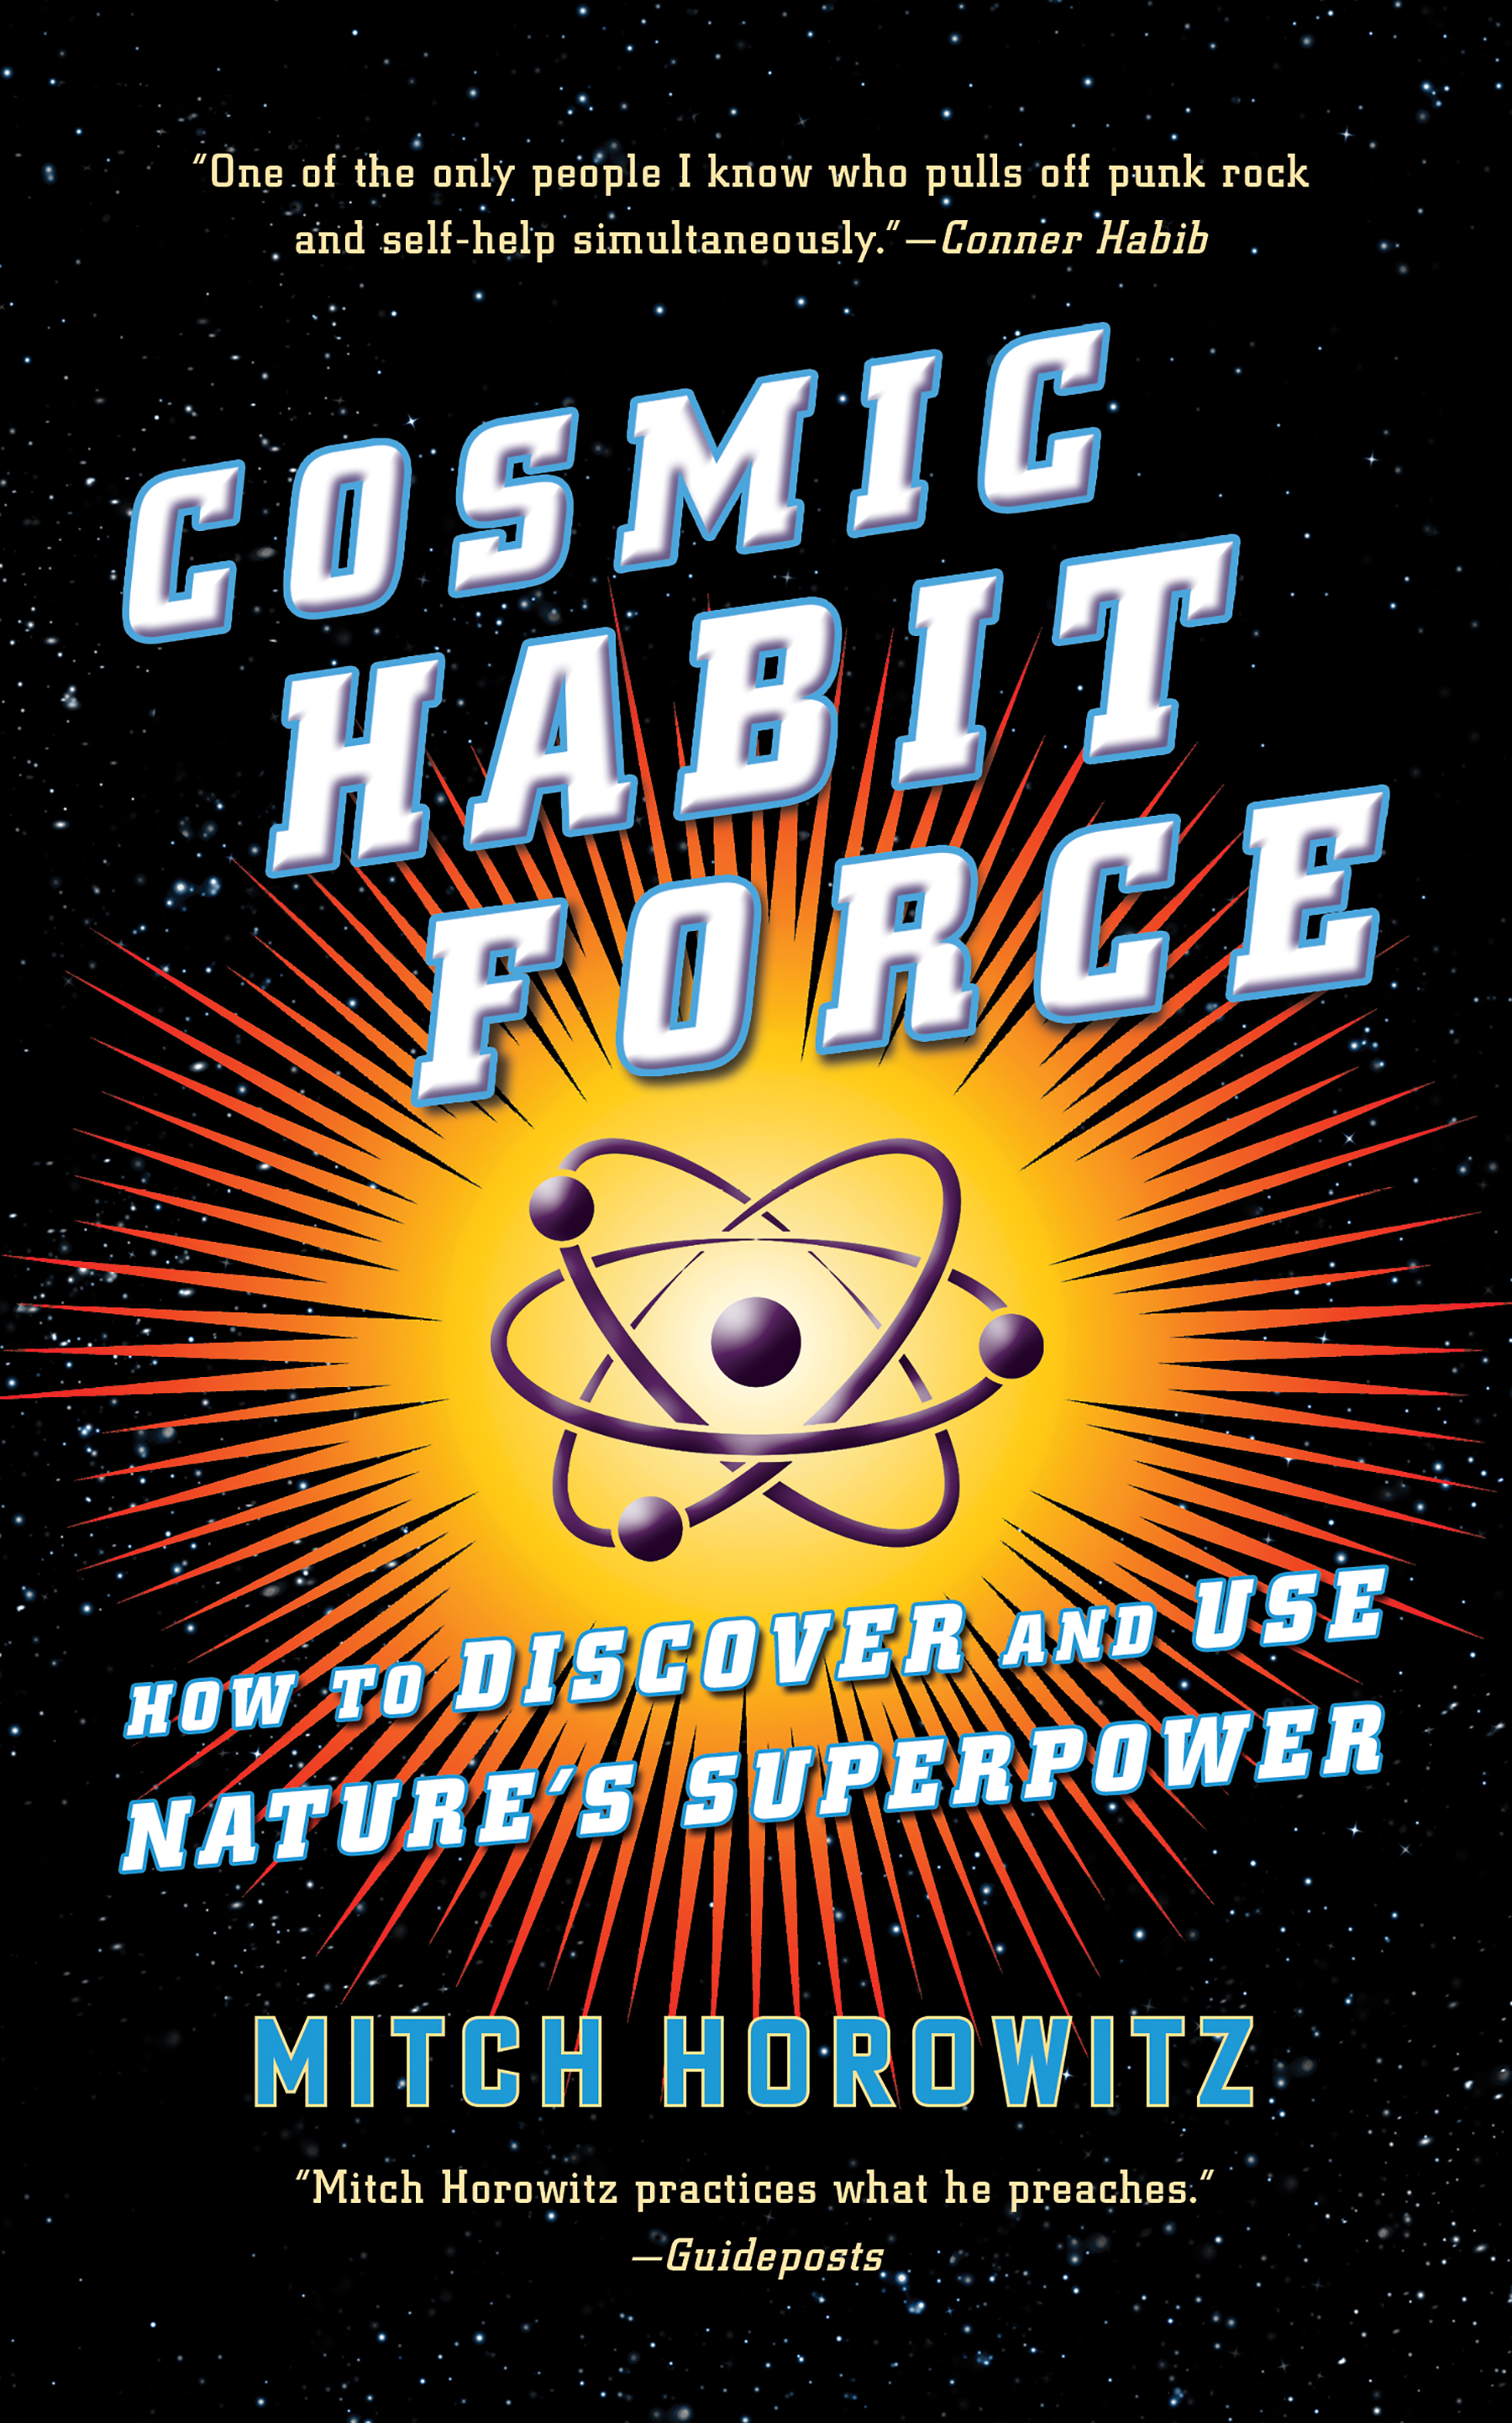 “One of the only people I know who pulls off punk rock
and self-help simultaneously.”—Conner Habib
COSMIC
HABIT
FORCE
HOW TO DISCOVER AND USE
NATURE’S SUPERPOWER
MITCH HOROWITZ
“Mitch Horowitz practices what he preaches.”
—Guideposts